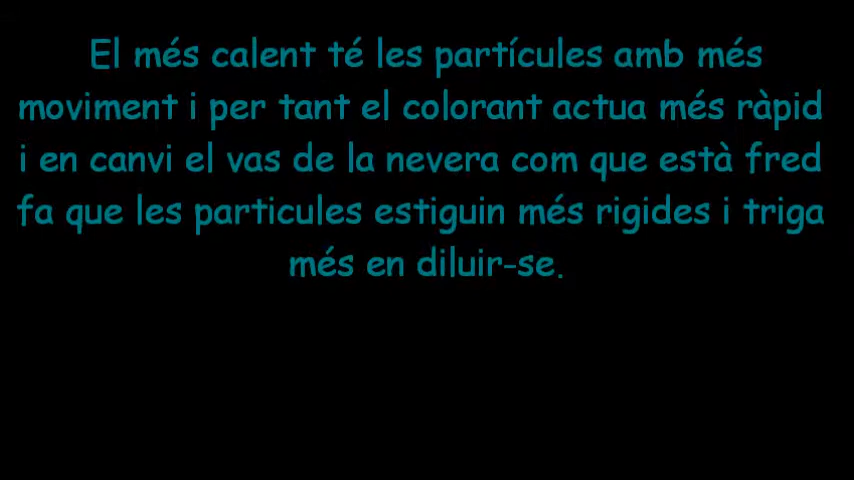 El més calent té les partícules amb més
moviment i per tant el colorant actua més ràpid
i en canvi el vas de la nevera com que està fred
fa que les particules estiguin més rigides i triga
més en diluir-se.